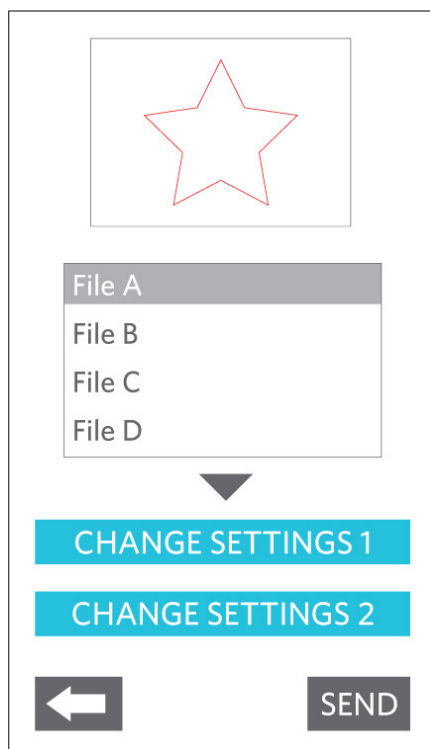 File A
File B
File C
File D
CHANGE SETTINGS 1
CHANGE SETTINGS 2
SEND